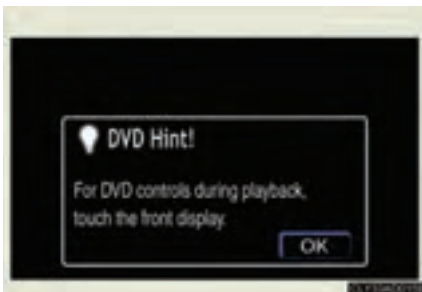 DVD Hint!
For DVD controls during playback,
touch the front display.
OK